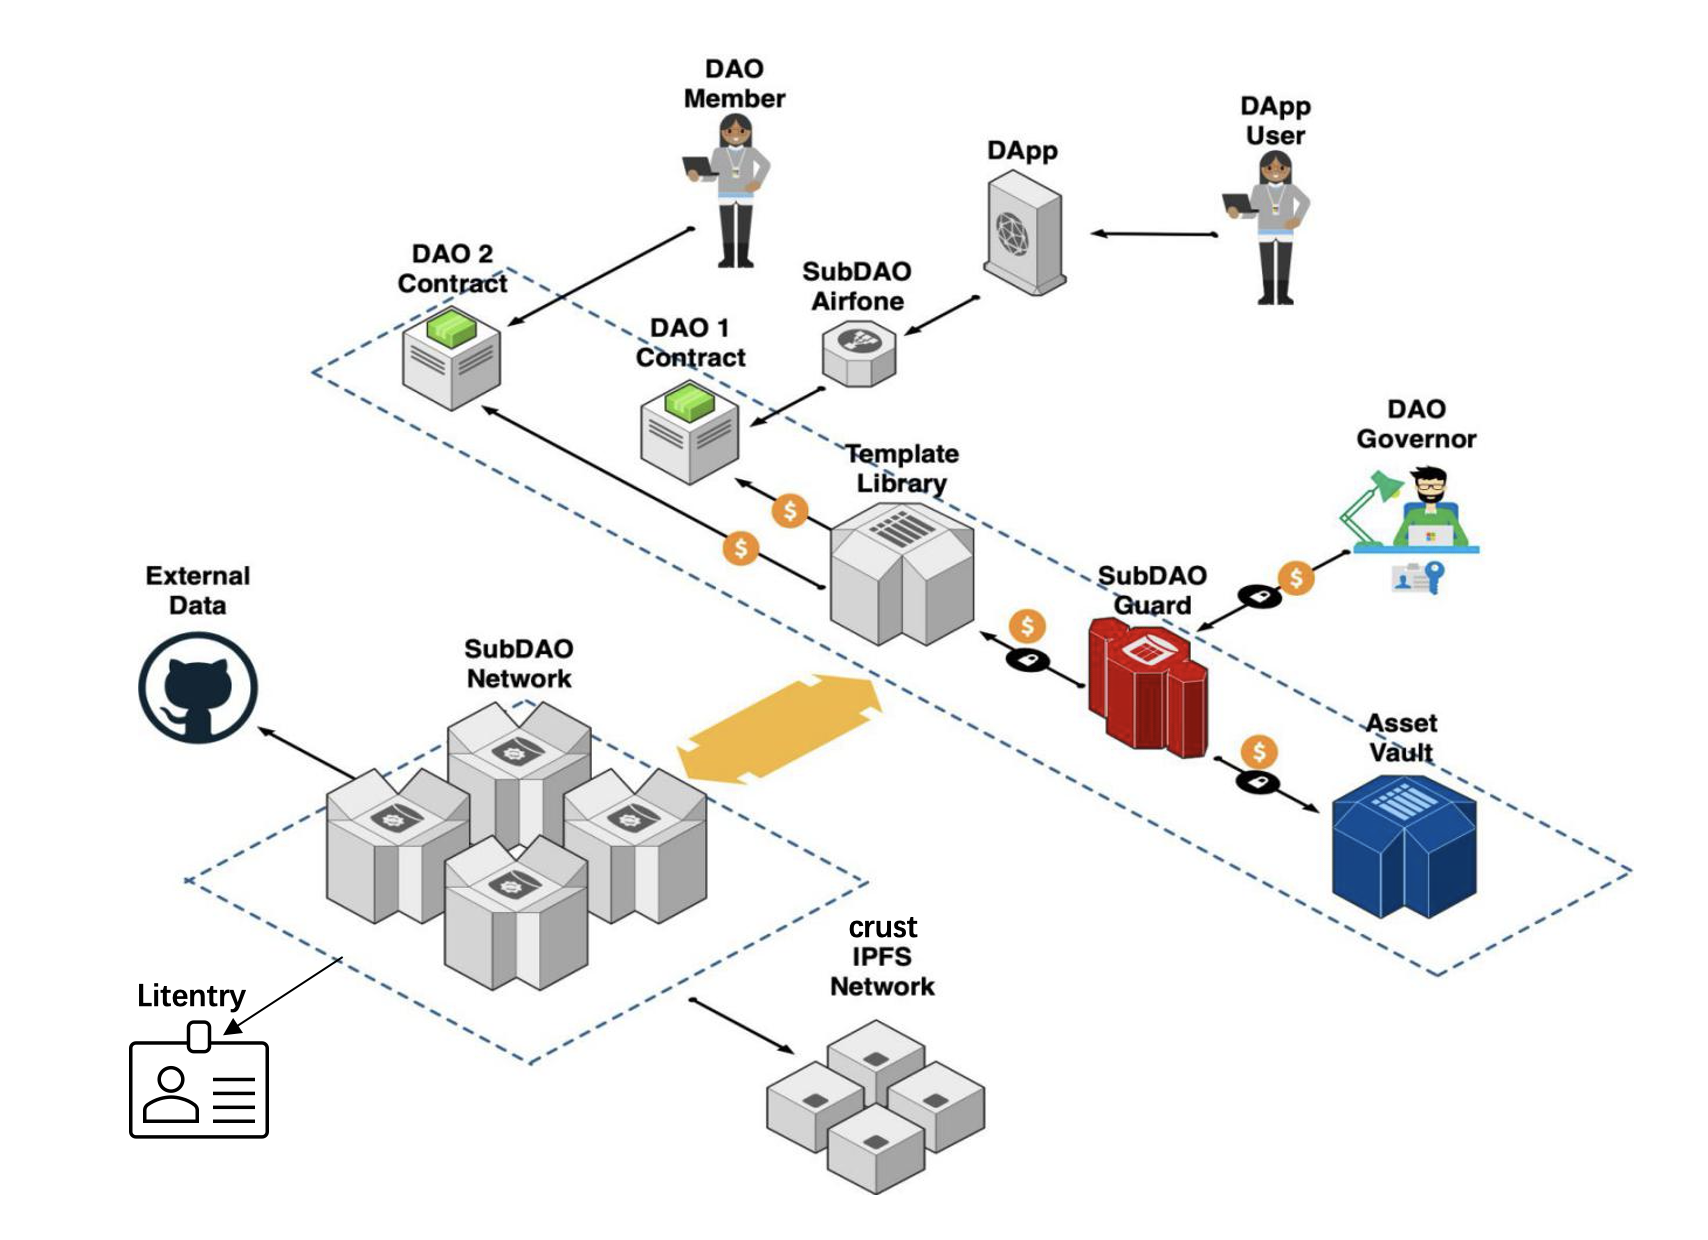 DAO
Member
DApp
User
DApp
DAO 2
Contract
SubDAO
Airfone
DAO 1
Contract
DAO
Governor
Template
Library
$
$
External
Data
SubDAO
Guard
$
$
SubDAO
Network
Asset
Vault
$
crust
IPFS
Network
Litentry